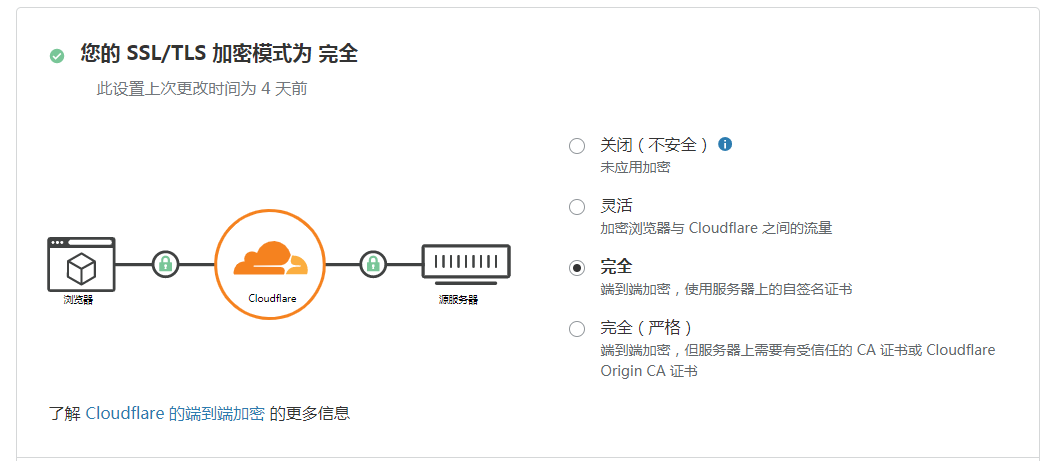 您的 SSL/TLS 加密模式为 完全
此设置上次更改时间为 4 天前
浏览器
Cloudflare
源服务器
关闭（不安全）
未应用加密
灵活
加密浏览器与 Cloudflare 之间的流量
完全
端到端加密，使用服务器上的自签名证书
完全（严格）
端到端加密，但服务器上需要有受信任的 CA 证书或 Cloudflare
Origin CA 证书
了解 Cloudflare 的端到端加密 的更多信息